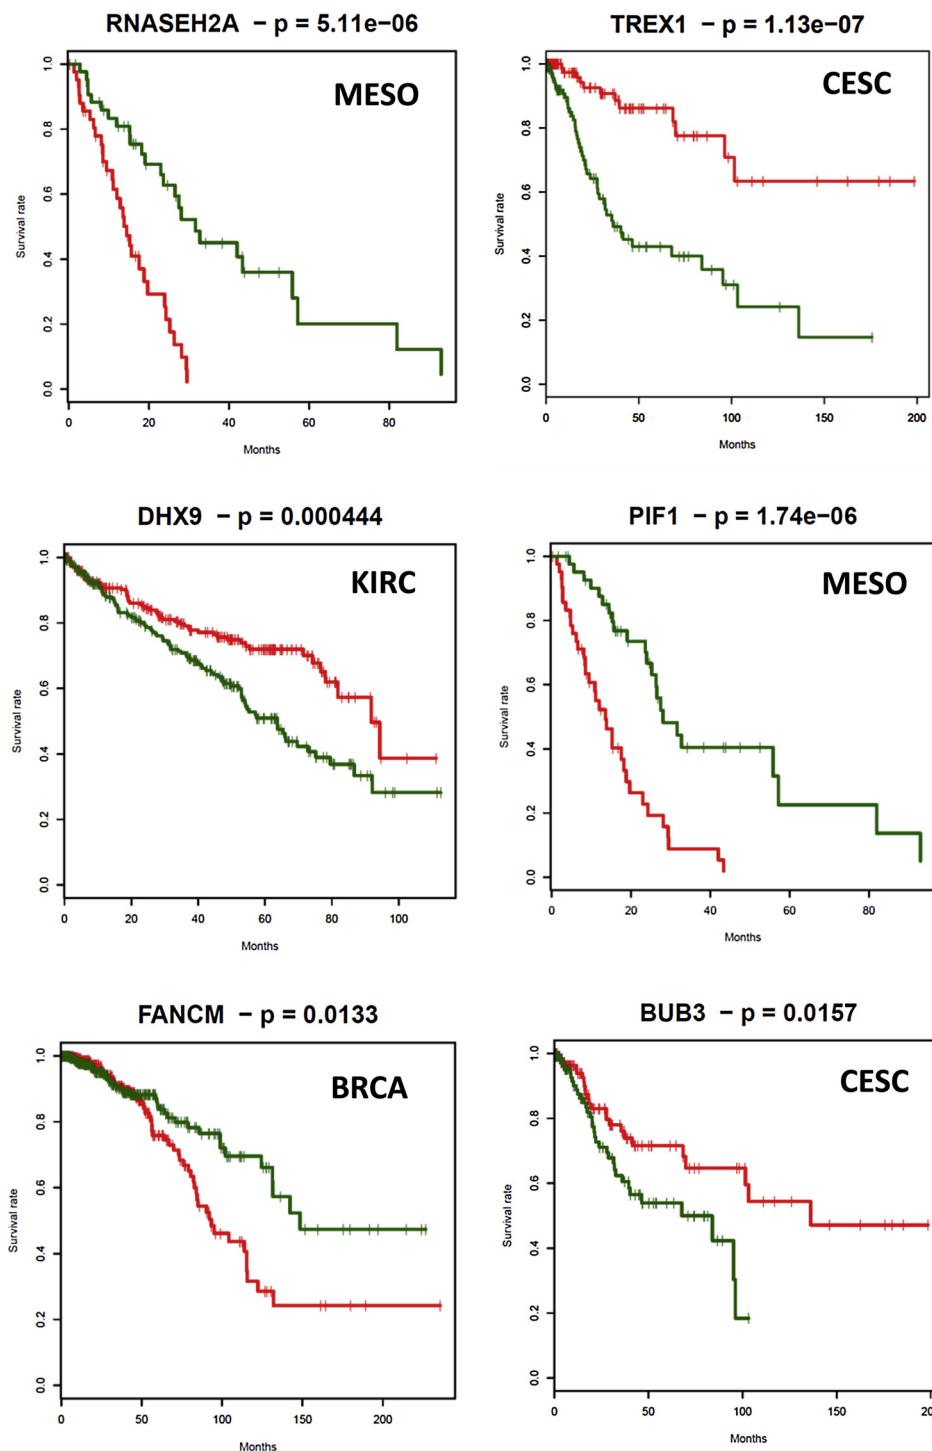 RNASEH2A – p = 5.11e–06
MESO
Survival rate
1.0
0.8
0.6
0.4
0.2
0.0
0 20 40 60 80
Months
TREX1 – p = 1.13e–07
CESC
Survival rate
1.0
0.8
0.6
0.4
0.2
0.0
0 50 100 150 200
Months
DHX9 – p = 0.000444
KIRC
Survival rate
1.0
0.8
0.6
0.4
0.2
0.0
0 20 40 60 80 100
Months
PIF1 – p = 1.74e–06
MESO
Survival rate
1.0
0.8
0.6
0.4
0.2
0.0
0 20 40 60 80
Months
FANCM – p = 0.0133
BRCA
Survival rate
1.0
0.8
0.6
0.4
0.2
0.0
0 50 100 150 200
Months
BUB3 – p = 0.0157
CESC
Survival rate
1.0
0.8
0.6
0.4
0.2
0.0
0 50 100 150 200
Months